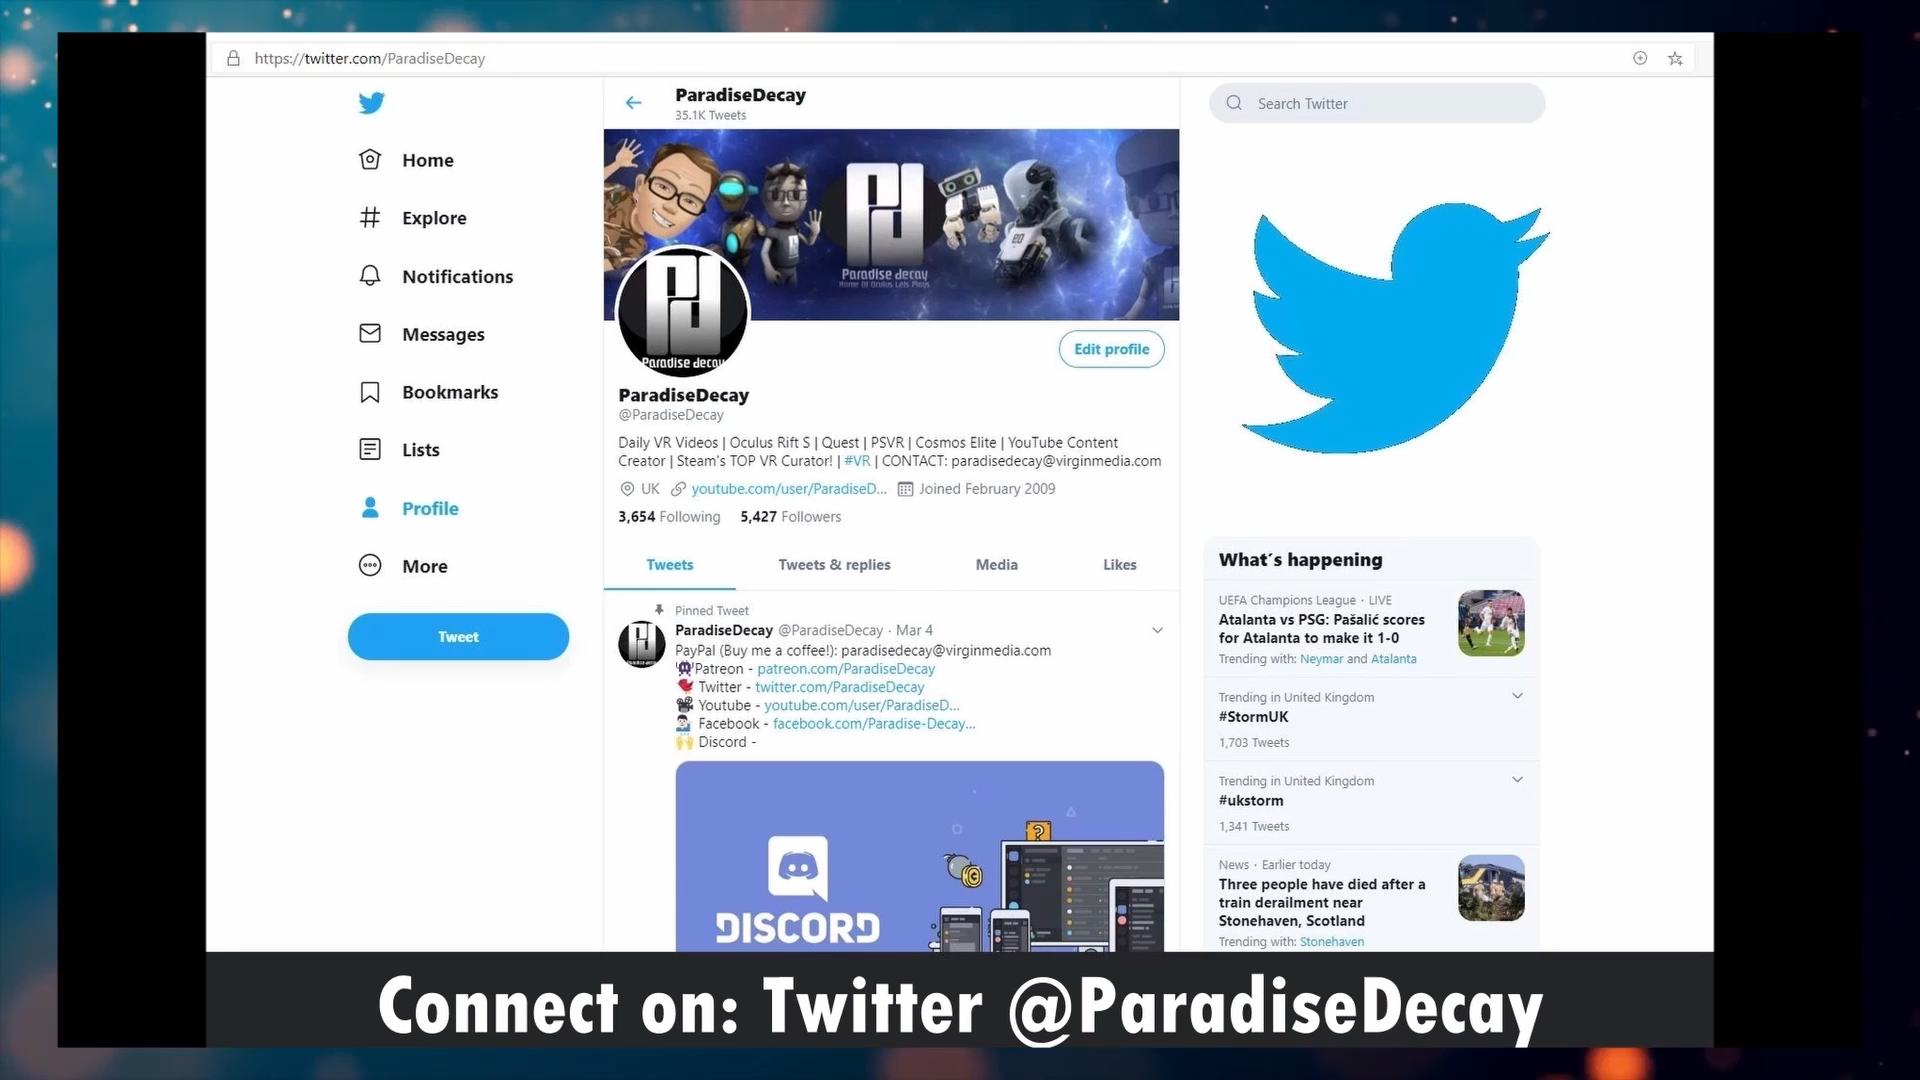 https://twitter.com/ParadiseDecay
Home
Explore
Notifications
Messages
Bookmarks
Lists
Profile
More
Tweet
ParadiseDecay
35.1K Tweets
Paradise decay
Home Of Oculus Lets Plays
Paradise decay
Edit profile
ParadiseDecay
@ParadiseDecay
Daily VR Videos | Oculus Rift S | Quest | PSVR | Cosmos Elite | YouTube Content
Creator | Steam's TOP VR Curator! | #VR | CONTACT: paradisedecay@virginmedia.com
UK youtube.com/user/ParadiseD... Joined February 2009
3,654 Following 5,427 Followers
Tweets Tweets & replies Media Likes
Pinned Tweet
ParadiseDecay @ParadiseDecay · Mar 4
PayPal (Buy me a coffee!): paradisedecay@virginmedia.com
Patreon - patreon.com/ParadiseDecay
Twitter - twitter.com/ParadiseDecay
Youtube - youtube.com/user/ParadiseD...
Facebook - facebook.com/Paradise-Decay...
Discord -
DISCORD
Search Twitter
What's happening
UEFA Champions League · LIVE
Atalanta vs PSG: Pašalić scores
for Atalanta to make it 1-0
Trending with: Neymar and Atalanta
Trending in United Kingdom
#StormUK
1,703 Tweets
Trending in United Kingdom
#ukstorm
1,341 Tweets
News · Earlier today
Three people have died after a
train derailment near
Stonehaven, Scotland
Trending with: Stonehaven
Connect on: Twitter @ParadiseDecay